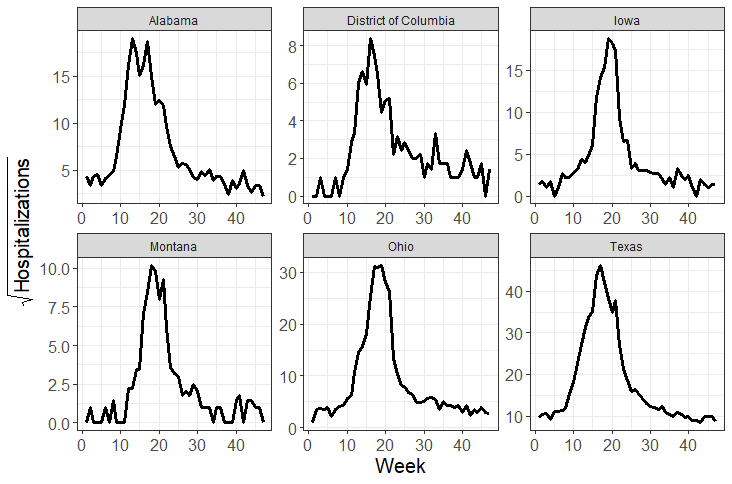 Alabama
District of Columbia
Iowa
15
10
5
0 10 20 30 40
8
6
4
2
0
0 10 20 30 40
15
10
5
0
0 10 20 30 40
√Hospitalizations
Montana
Ohio
Texas
10.0
7.5
5.0
2.5
0.0
0 10 20 30 40
30
20
10
0
0 10 20 30 40
40
30
20
10
0 10 20 30 40
Week